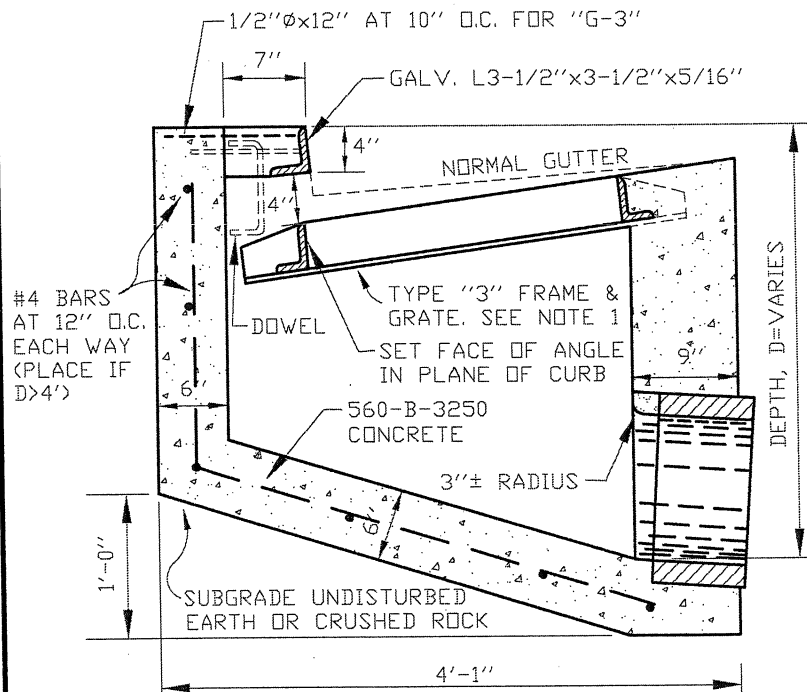 1/2"Øx12" AT 10" O.C. FOR "G-3"
7"
GALV. L3-1/2"x3-1/2"x5/16"
4"
NORMAL GUTTER
4"
#4 BARS
AT 12" O.C.
EACH WAY
(PLACE IF
D>4')
DOWEL
TYPE "3" FRAME &
GRATE. SEE NOTE 1
SET FACE OF ANGLE
IN PLANE OF CURB
9"
DEPTH, D=VARIES
6"
560-B-3250
CONCRETE
3"± RADIUS
6"
1'-0"
SUBGRADE UNDISTURBED
EARTH OR CRUSHED ROCK
4'-1"